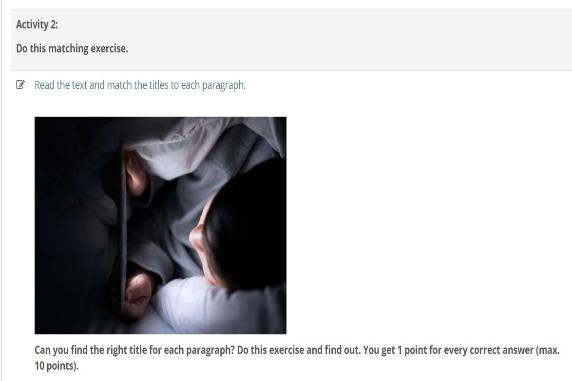 Activity 2:
Do this matching exercise.
Read the text and match the titles to each paragraph.
Can you find the right title for each paragraph? Do this exercise and find out. You get 1 point for every correct answer (max.
10 points).